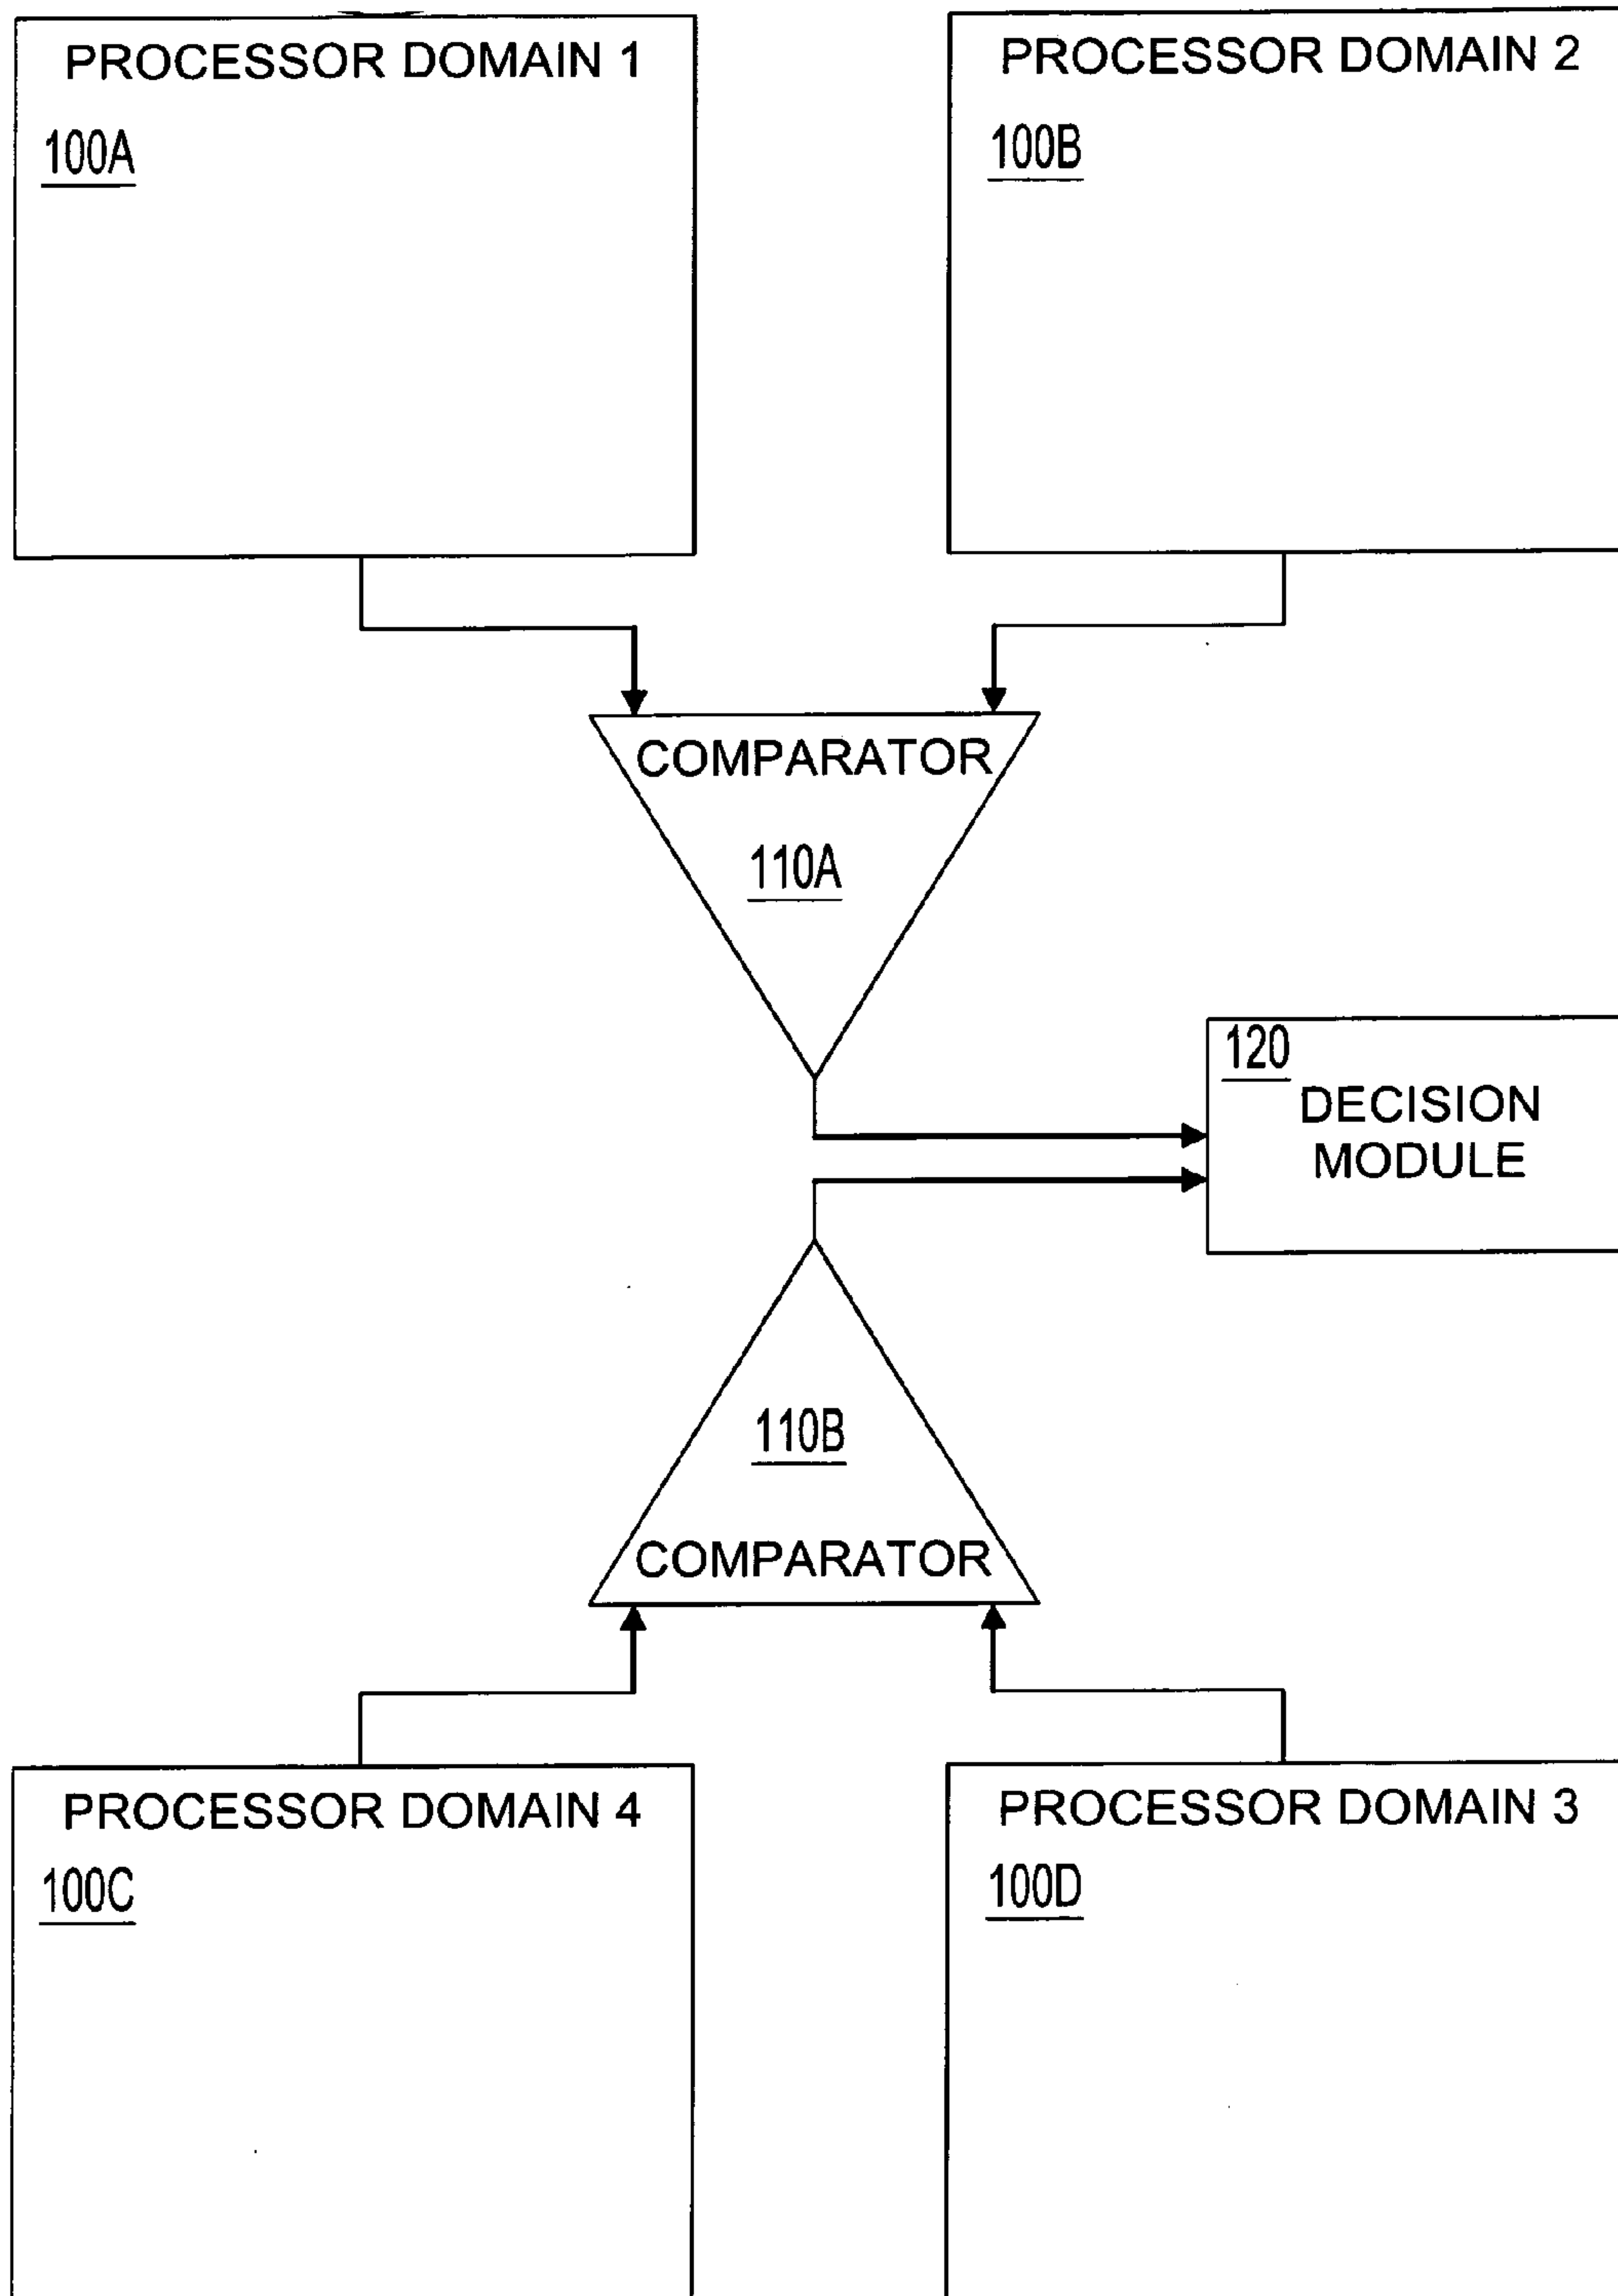 PROCESSOR DOMAIN 1
100A
PROCESSOR DOMAIN 2
100B
COMPARATOR
110A
120
DECISION
MODULE
110B
COMPARATOR
PROCESSOR DOMAIN 4
100C
PROCESSOR DOMAIN 3
100D